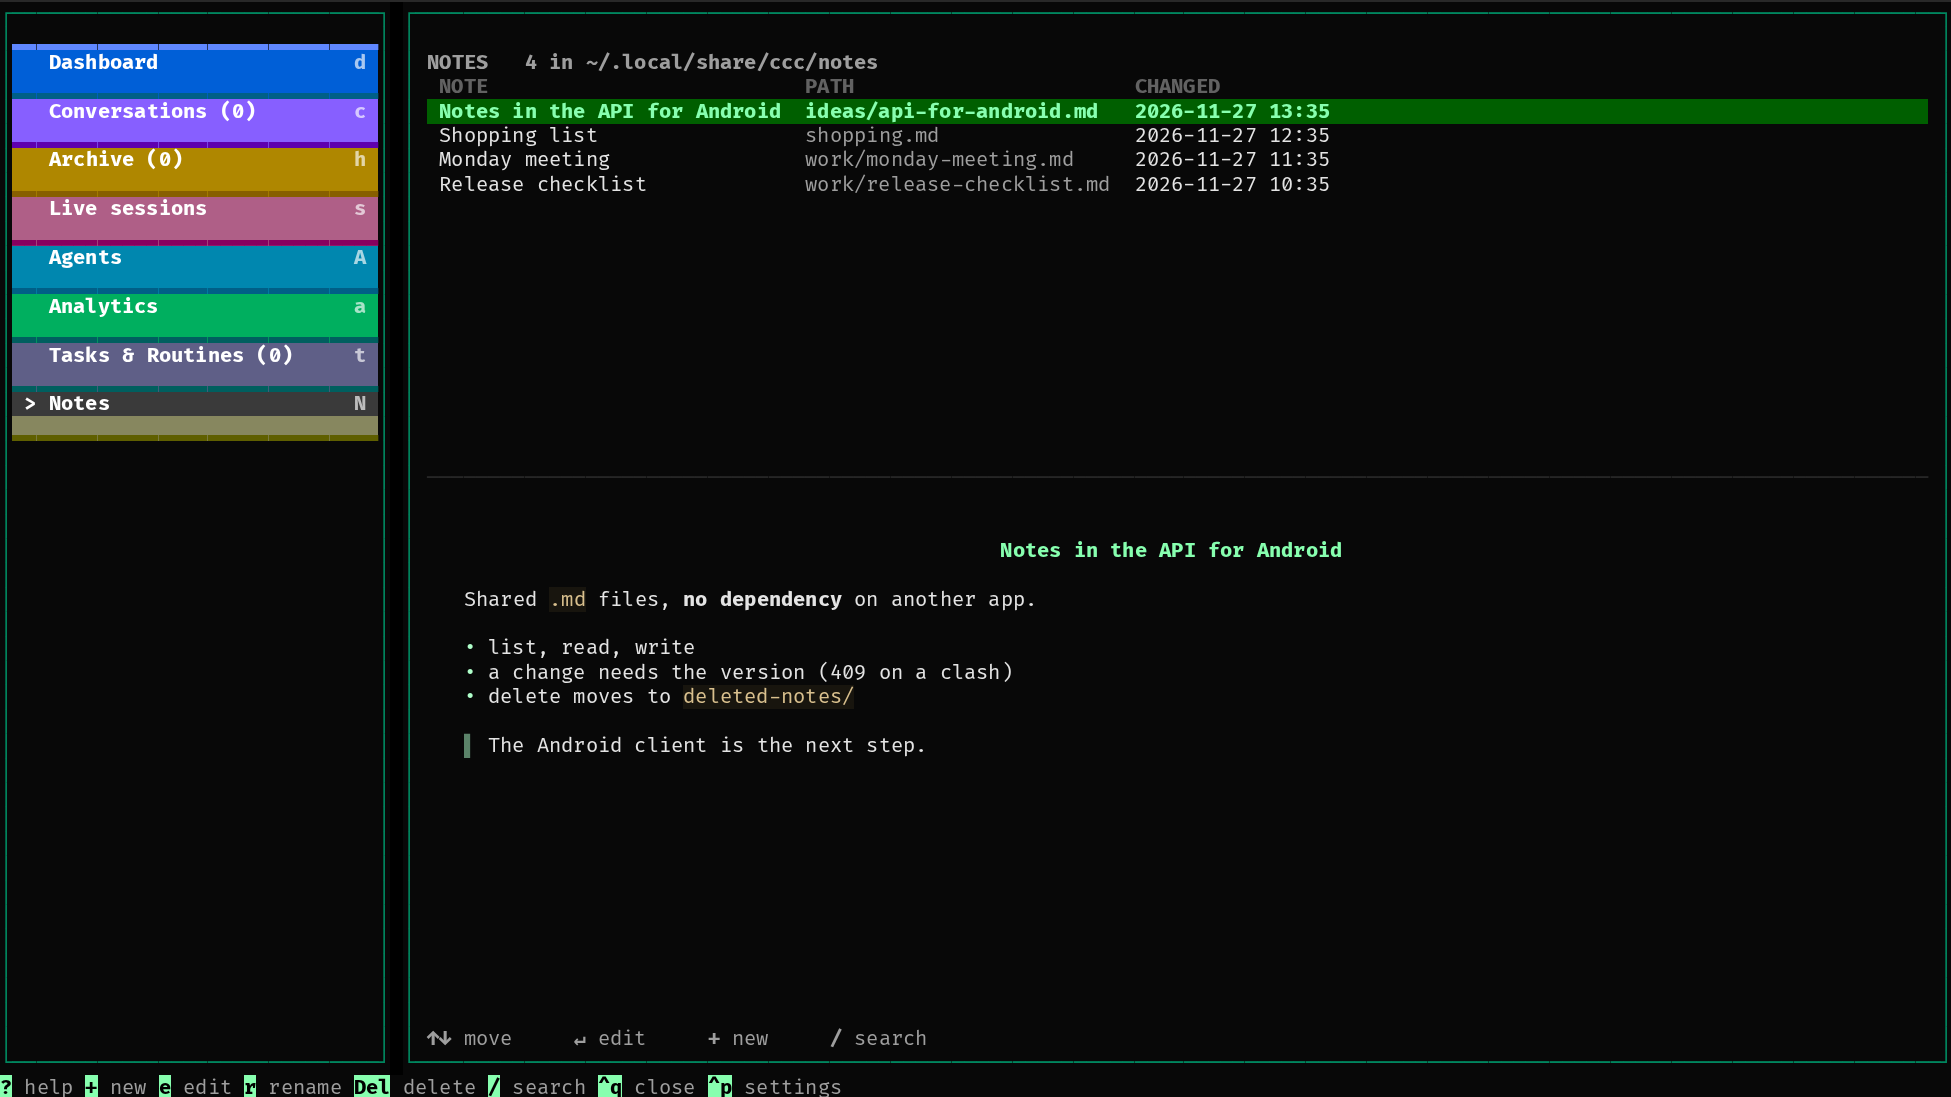 Dashboard d
Conversations (0) c
Archive (0) h
Live sessions s
Agents A
Analytics a
Tasks & Routines (0) t
> Notes N
NOTES 4 in ~/.local/share/ccc/notes
NOTE PATH CHANGED
Notes in the API for Android ideas/api-for-android.md 2026-11-27 13:35
Shopping list shopping.md 2026-11-27 12:35
Monday meeting work/monday-meeting.md 2026-11-27 11:35
Release checklist work/release-checklist.md 2026-11-27 10:35
Notes in the API for Android
Shared .md files, no dependency on another app.
• list, read, write
• a change needs the version (409 on a clash)
• delete moves to deleted-notes/
The Android client is the next step.
↑↓ move ↵ edit + new / search
? help + new e edit r rename Del delete / search ^q close ^p settings